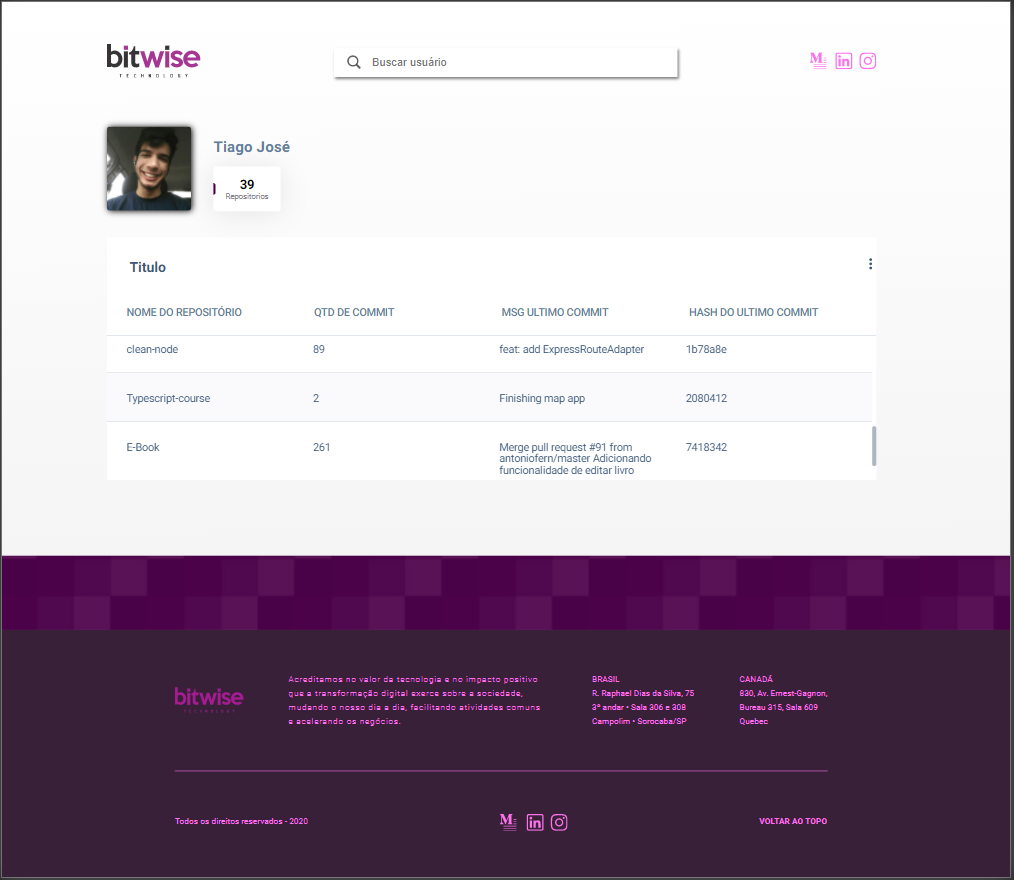 bitwise
TECHNOLOGY
Buscar usuário
M
in
Tiago José
39
Repositorios
Titulo
NOME DO REPOSITÓRIO QTD DE COMMIT MSG ULTIMO COMMIT HASH DO ULTIMO COMMIT
clean-node 89 feat: add ExpressRouteAdapter 1b78a8e
Typescript-course 2 Finishing map app 2080412
E-Book 261 Merge pull request #91 from 7418342
antoniofern/master Adicionando
funcionalidade de editar livro
bitwise
TECHNOLOGY
Acreditamos no valor da tecnologia e no impacto positivo
que a transformação digital exerce sobre a sociedade,
mudando o nosso dia a dia, facilitando atividades comuns
e acelerando os negócios.
BRASIL
R. Raphael Dias da Silva, 75
3º andar • Sala 306 e 308
Campolim • Sorocaba/SP
CANADÁ
830, Av. Ernest-Gagnon,
Bureau 315, Sala 609
Quebec
Todos os direitos reservados - 2020
M
in
VOLTAR AO TOPO